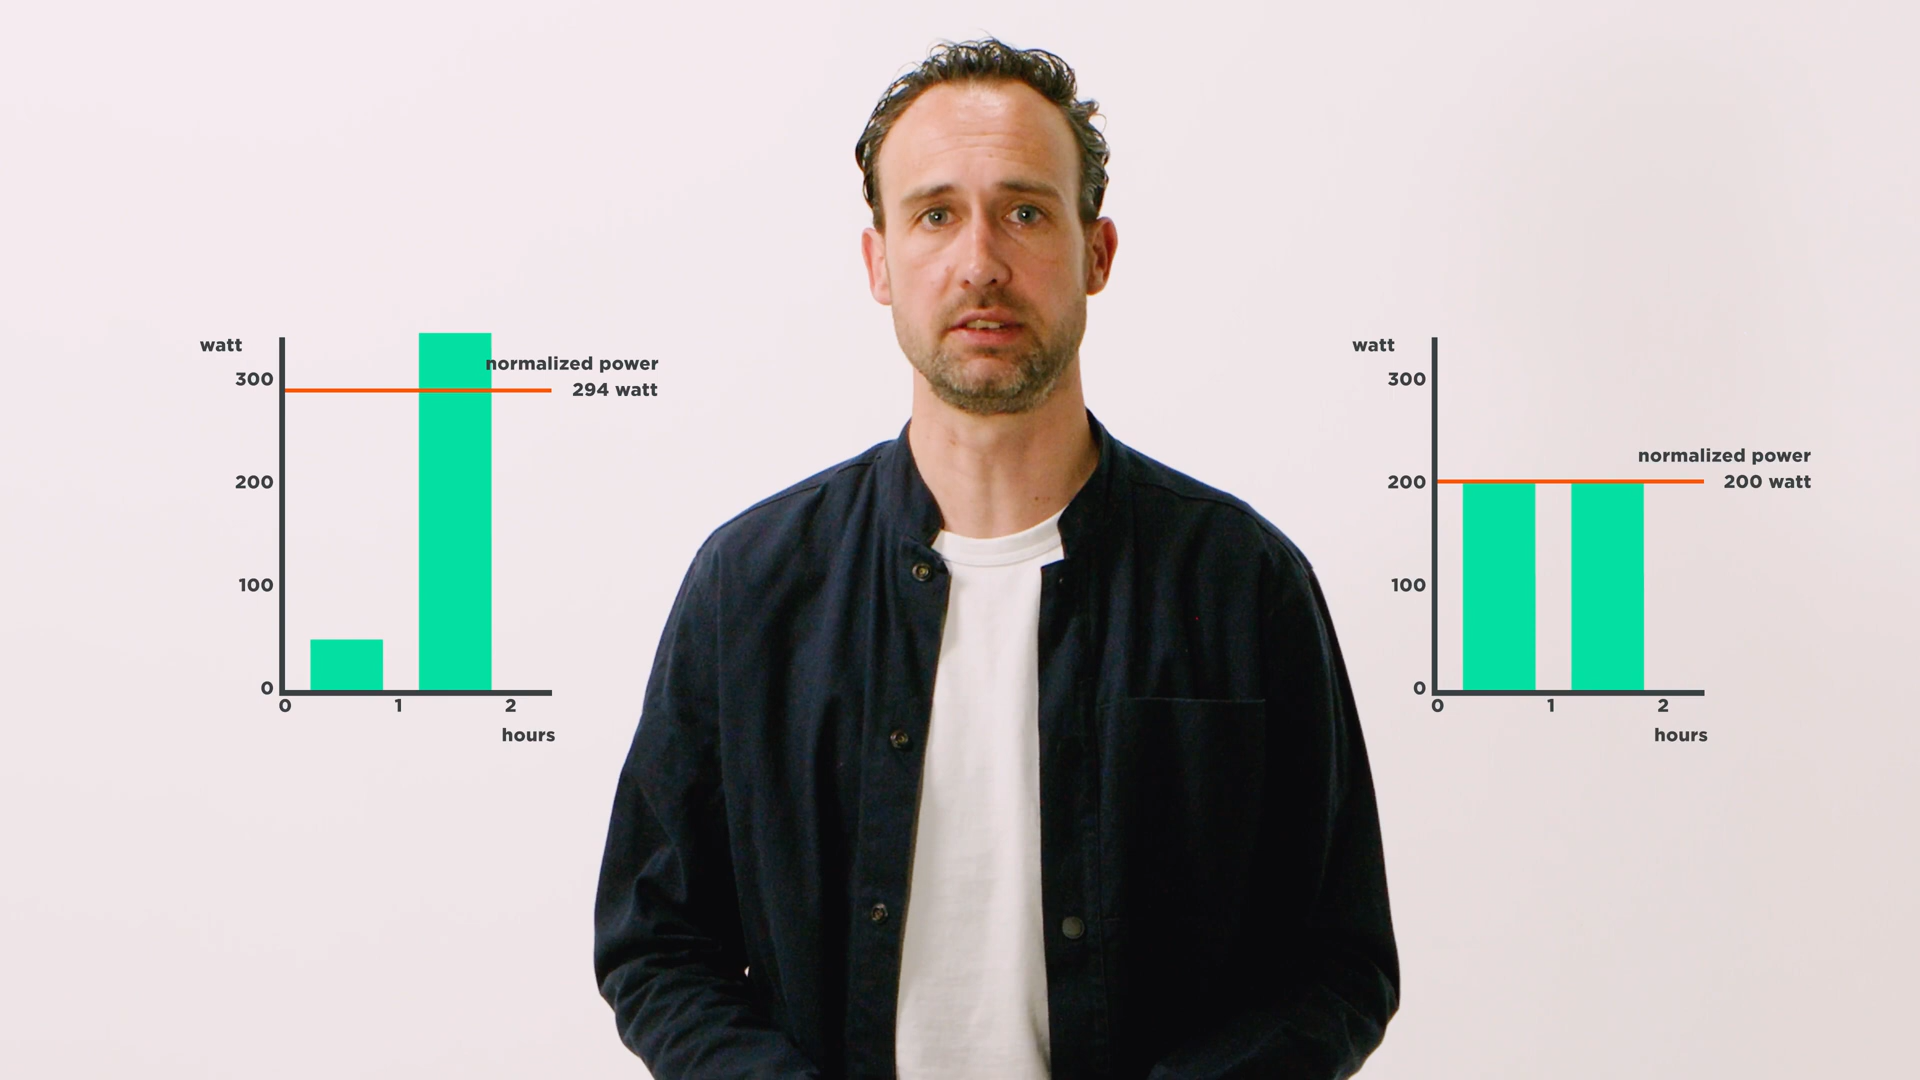 watt
300
200
100
0
0 1 2
hours
normalized power
294 watt
watt
300
200
100
0
0 1 2
hours
normalized power
200 watt